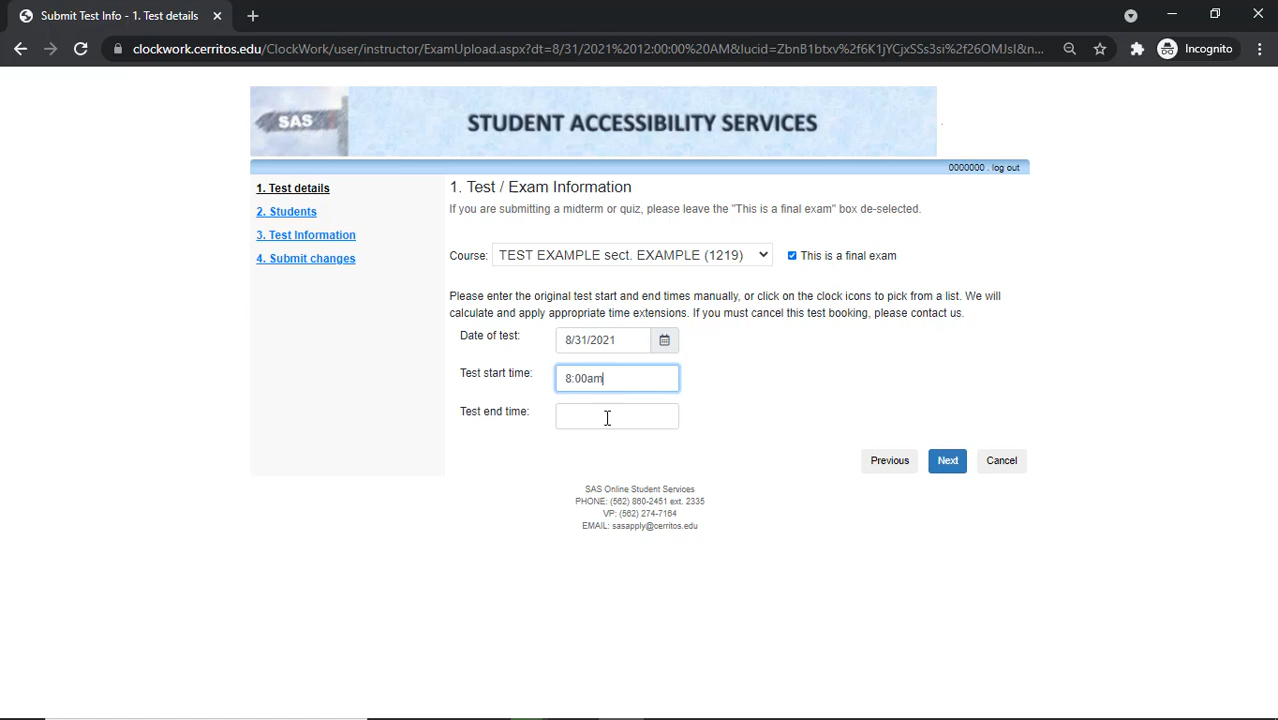 Submit Test Info - 1. Test details
clockwork.cerritos.edu/ClockWork/user/instructor/ExamUpload.aspx?dt=8/31/2021%2012:00:00%20AM&lucid=ZbnB1btxv%2f6K1jYCjxSSs3si%2f26OMJsI&n...
Incognito
SAS
STUDENT ACCESSIBILITY SERVICES
0000000 . log out
1. Test details
2. Students
3. Test Information
4. Submit changes
1. Test / Exam Information
If you are submitting a midterm or quiz, please leave the "This is a final exam" box de-selected.
Course: TEST EXAMPLE sect. EXAMPLE (1219) This is a final exam
Please enter the original test start and end times manually, or click on the clock icons to pick from a list. We will
calculate and apply appropriate time extensions. If you must cancel this test booking, please contact us.
Date of test: 8/31/2021
Test start time: 8:00am
Test end time:
Previous Next Cancel
SAS Online Student Services
PHONE: (562) 860-2451 ext. 2335
VP: (562) 274-7164
EMAIL: sasapply@cerritos.edu